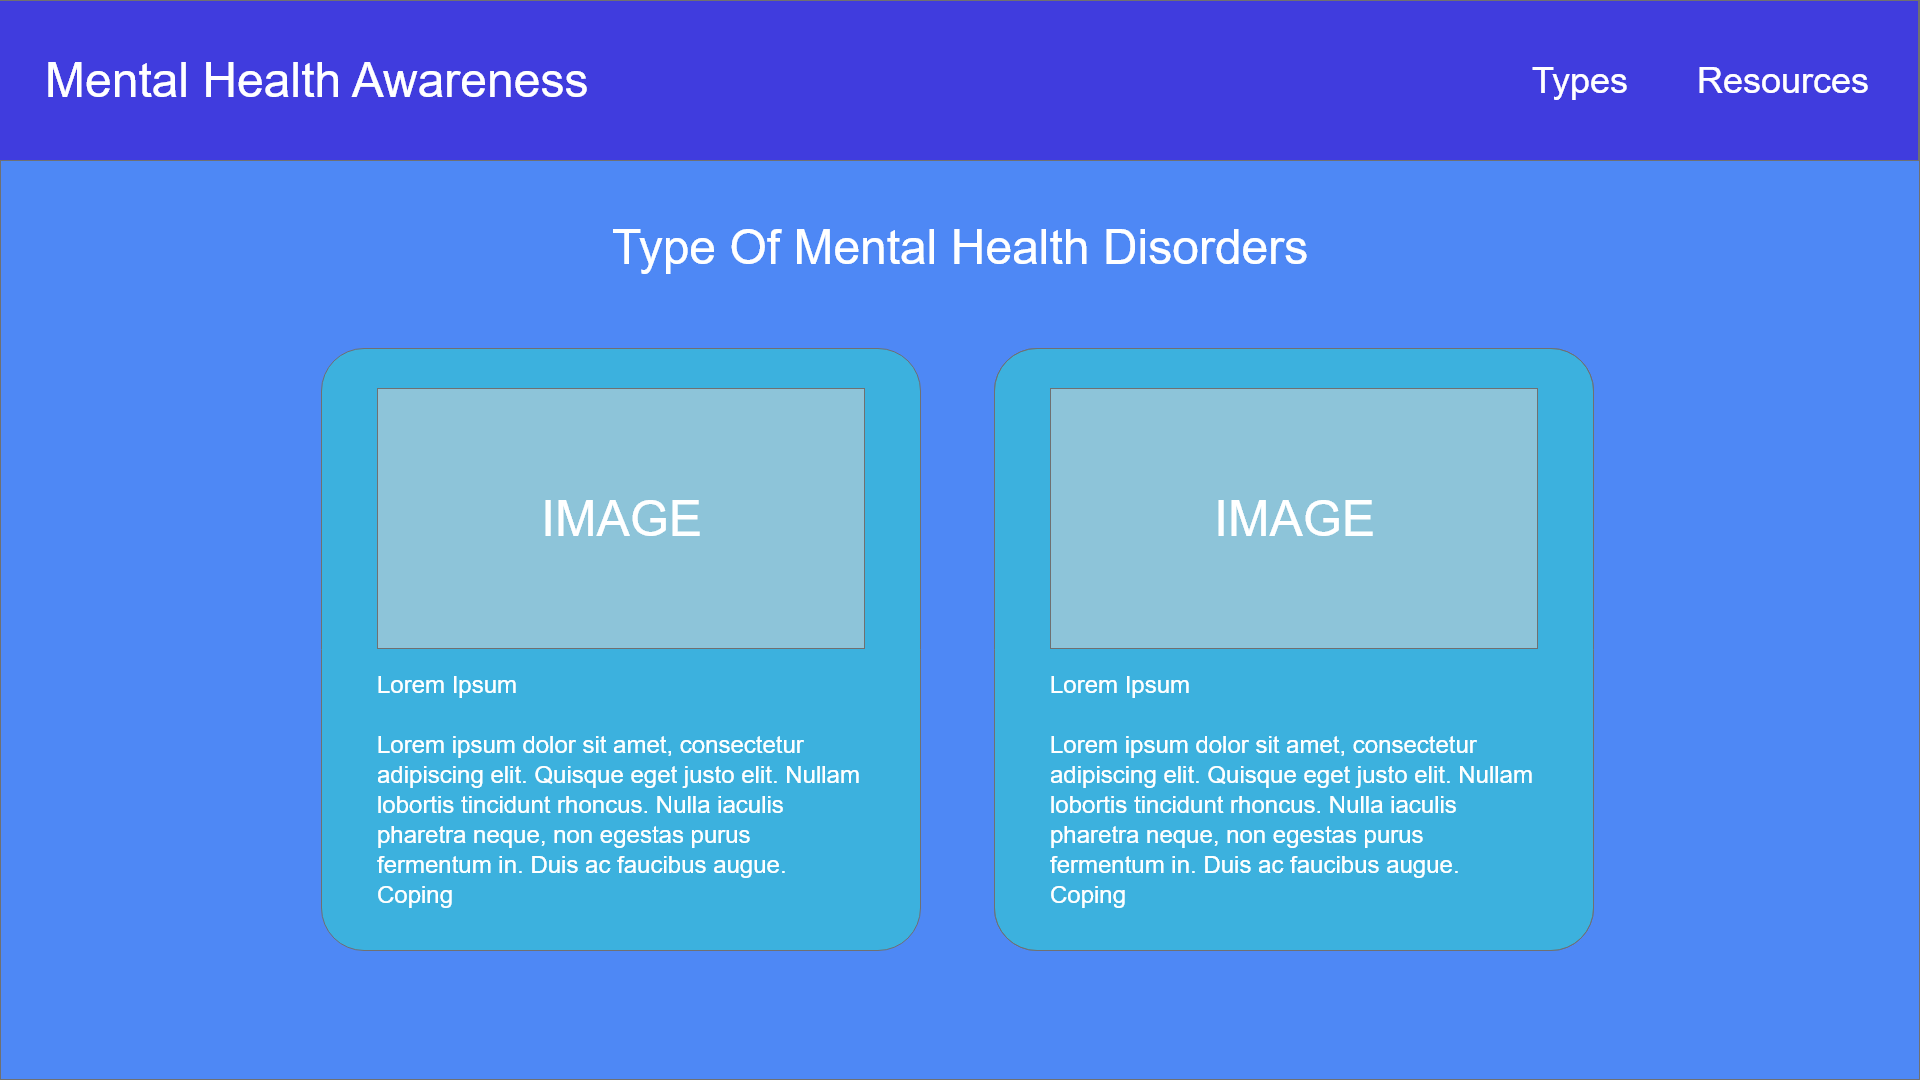 Mental Health Awareness
Types
Resources
Type Of Mental Health Disorders
IMAGE
Lorem Ipsum
Lorem ipsum dolor sit amet, consectetur
adipiscing elit. Quisque eget justo elit. Nullam
lobortis tincidunt rhoncus. Nulla iaculis
pharetra neque, non egestas purus
fermentum in. Duis ac faucibus augue.
Coping
IMAGE
Lorem Ipsum
Lorem ipsum dolor sit amet, consectetur
adipiscing elit. Quisque eget justo elit. Nullam
lobortis tincidunt rhoncus. Nulla iaculis
pharetra neque, non egestas purus
fermentum in. Duis ac faucibus augue.
Coping